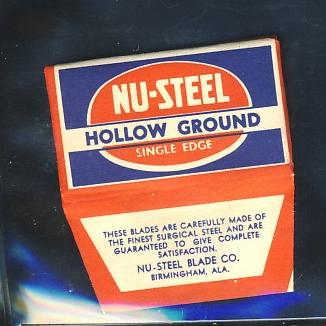 NU-STEEL
HOLLOW GROUND
SINGLE EDGE
THESE BLADES ARE CAREFULLY MADE OF
THE FINEST SURGICAL STEEL AND ARE
GUARANTEED TO GIVE COMPLETE
SATISFACTION.
NU-STEEL BLADE CO.
BIRMINGHAM, ALA.